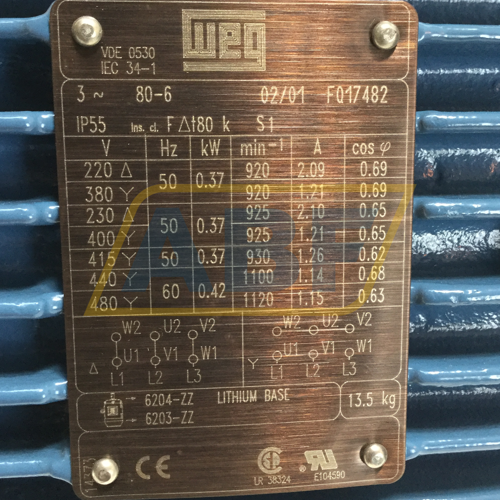 WEG
VDE 0530
IEC 34-1
3 ~ 80-6 02/01 F017482
IP55 Ins. cl. F Δt80 k S1
V Hz kW min⁻¹ A cos φ
220 Δ 50 0.37 920 2.09 0.69
380 Y 920 1.21 0.69
230 Δ 50 0.37 925 2.10 0.65
400 Y 925 1.21 0.65
415 Y 50 0.37 930 1.26 0.62
440 Y 60 0.42 1100 1.14 0.68
480 Y 1120 1.15 0.63
W2 U2 V2 W2 U2 V2
U1 V1 W1 U1 V1 W1
Δ L1 L2 L3 Y L1 L2 L3
6204-ZZ LITHIUM BASE 13.5 kg
6203-ZZ
CE
LR 38324 E104590